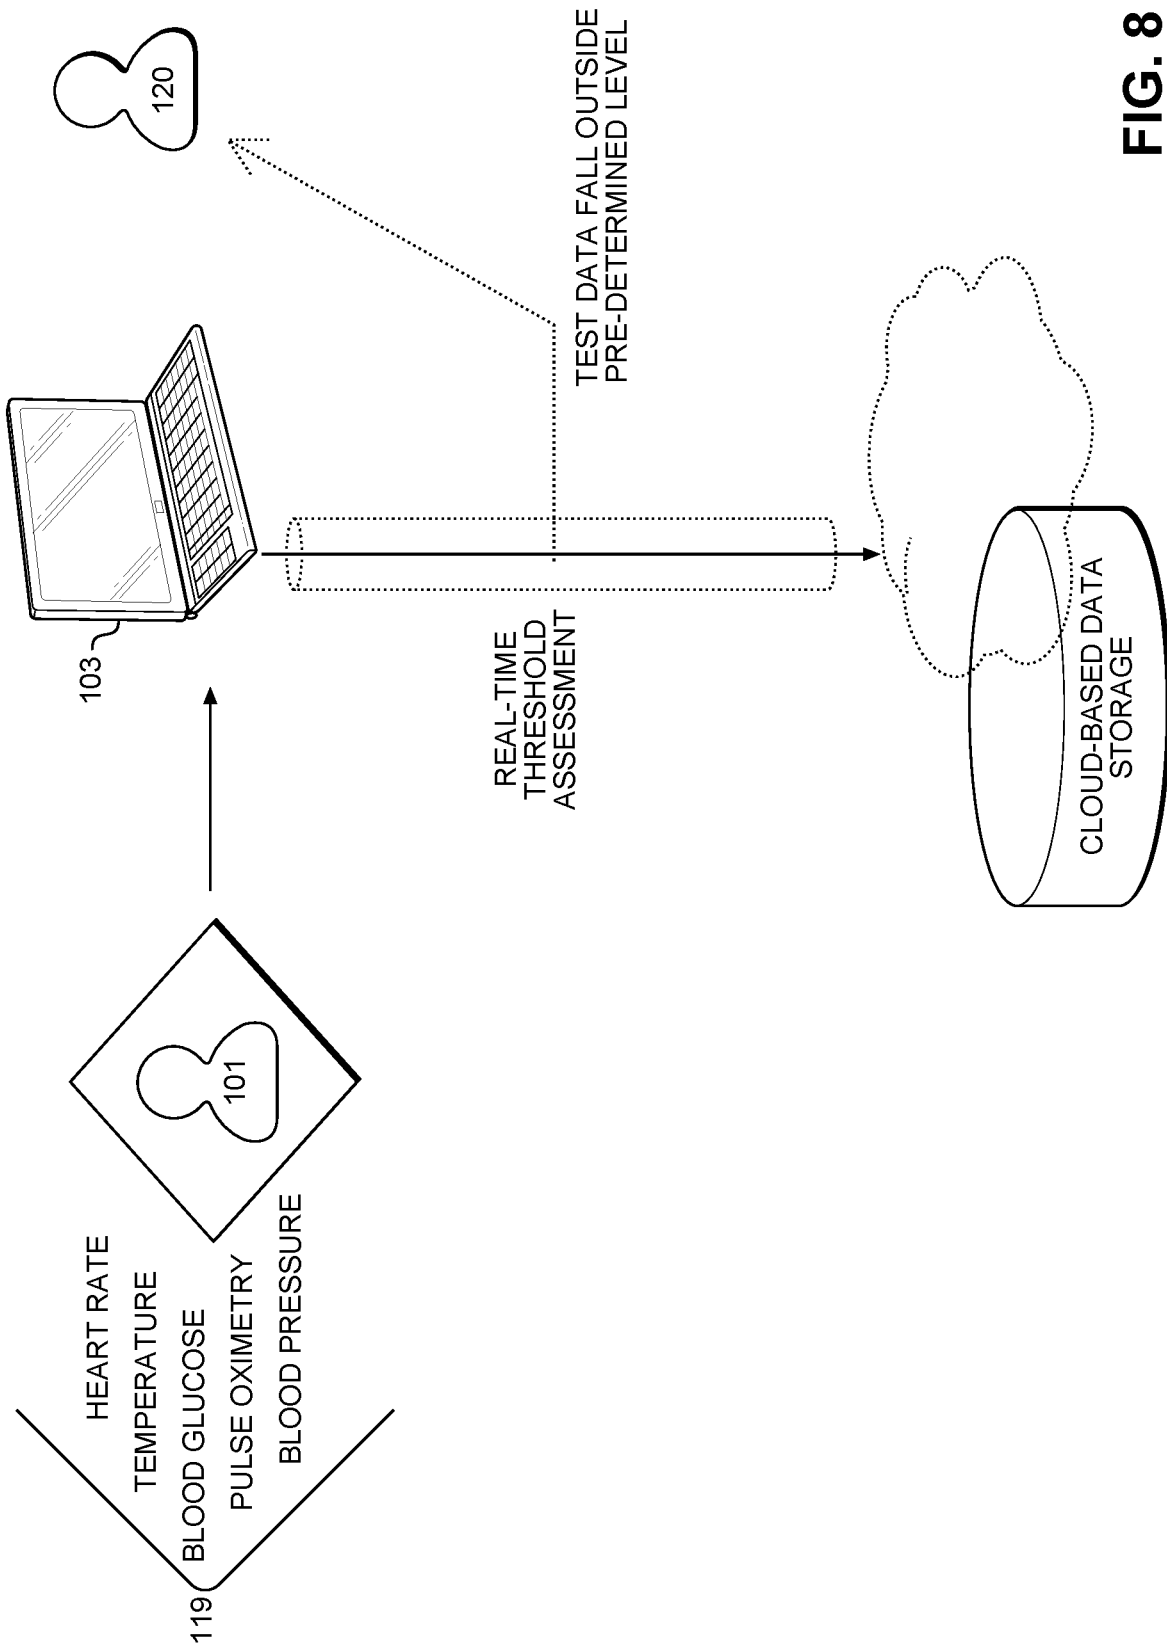 119
HEART RATE
TEMPERATURE
BLOOD GLUCOSE
PULSE OXIMETRY
BLOOD PRESSURE
101
103
120
REAL-TIME
THRESHOLD
ASSESSMENT
TEST DATA FALL OUTSIDE
PRE-DETERMINED LEVEL
CLOUD-BASED DATA
STORAGE
FIG. 8